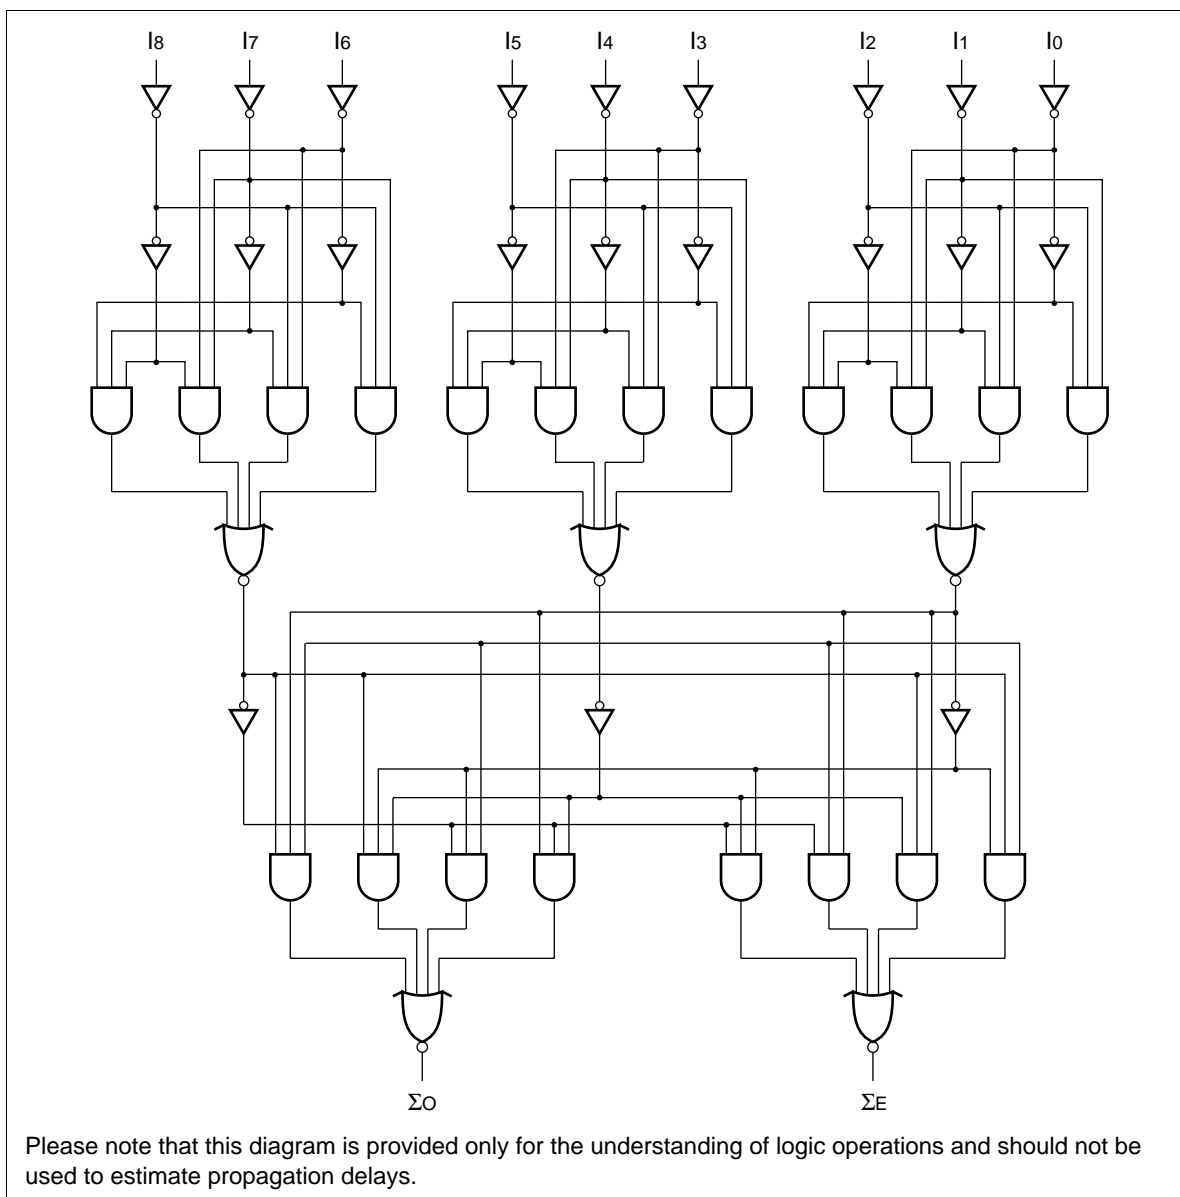 I8 I7 I6 I5 I4 I3 I2 I1 I0
ΣO ΣE
Please note that this diagram is provided only for the understanding of logic operations and should not be
used to estimate propagation delays.